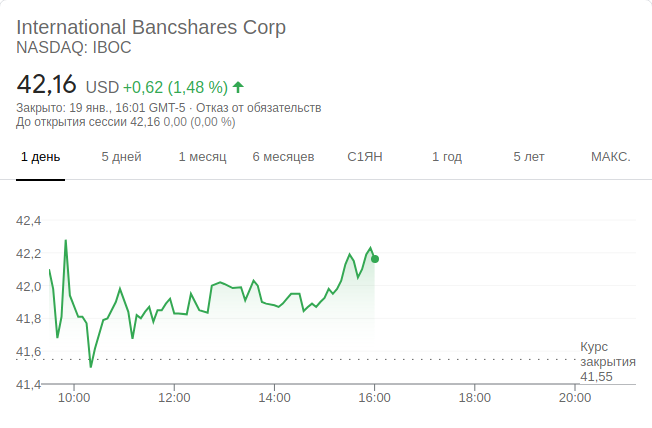 International Bancshares Corp
NASDAQ: IBOC
42,16 USD +0,62 (1,48 %)
Закрыто: 19 янв., 16:01 GMT-5 · Отказ от обязательств
До открытия сессии 42,16 0,00 (0,00 %)
1 день 5 дней 1 месяц 6 месяцев С1ЯН 1 год 5 лет МАКС.
42,4
42,2
42,0
41,8
41,6
41,4
Курс
закрытия
41,55
10:00 12:00 14:00 16:00 18:00 20:00